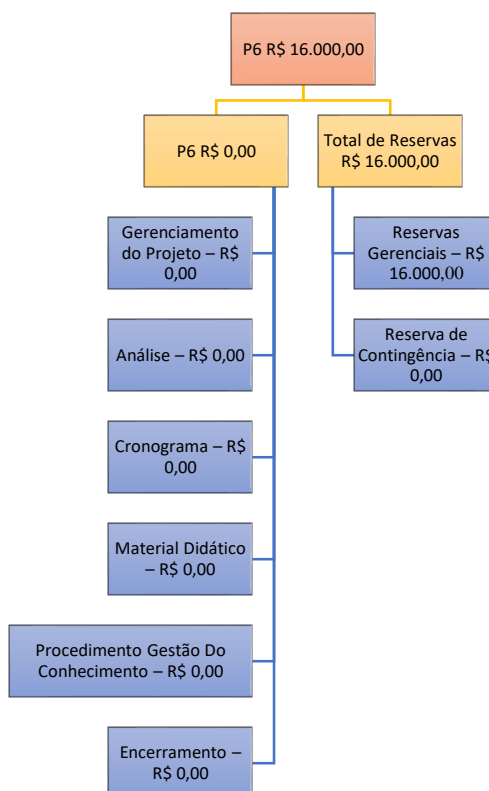 P6 R$ 16.000,00
P6 R$ 0,00
Total de Reservas
R$ 16.000,00
Gerenciamento
do Projeto – R$
0,00
Análise – R$ 0,00
Cronograma – R$
0,00
Material Didático
– R$ 0,00
Procedimento Gestão Do
Conhecimento – R$ 0,00
Encerramento –
R$ 0,00
Reservas
Gerenciais – R$
16.000,00
Reserva de
Contingência – R$
0,00